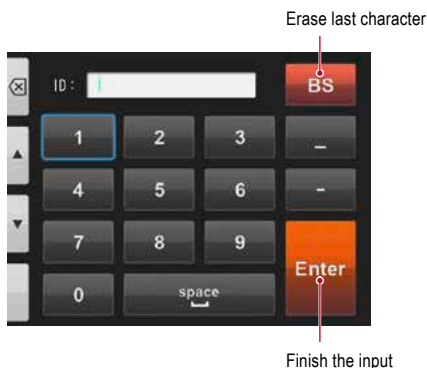 Erase last character
ID:
BS
1 2 3 _
4 5 6 -
7 8 9
Enter
0 space
Finish the input